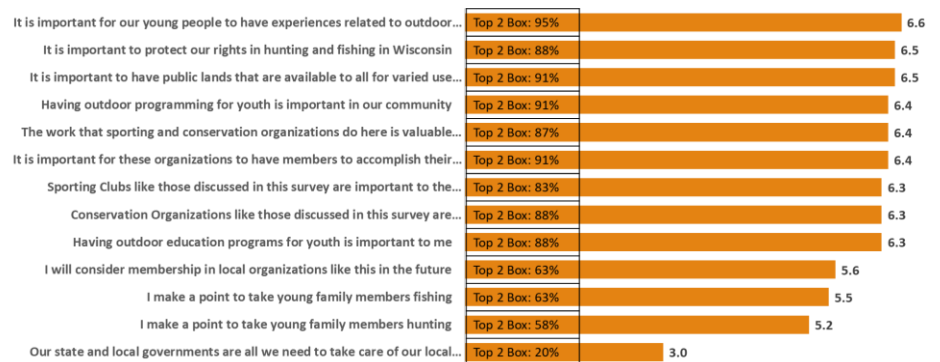 It is important for our young people to have experiences related to outdoor... Top 2 Box: 95% 6.6
It is important to protect our rights in hunting and fishing in Wisconsin Top 2 Box: 88% 6.5
It is important to have public lands that are available to all for varied use... Top 2 Box: 91% 6.5
Having outdoor programming for youth is important in our community Top 2 Box: 91% 6.4
The work that sporting and conservation organizations do here is valuable... Top 2 Box: 87% 6.4
It is important for these organizations to have members to accomplish their... Top 2 Box: 91% 6.4
Sporting Clubs like those discussed in this survey are important to the... Top 2 Box: 83% 6.3
Conservation Organizations like those discussed in this survey are... Top 2 Box: 88% 6.3
Having outdoor education programs for youth is important to me Top 2 Box: 88% 6.3
I will consider membership in local organizations like this in the future Top 2 Box: 63% 5.6
I make a point to take young family members fishing Top 2 Box: 63% 5.5
I make a point to take young family members hunting Top 2 Box: 58% 5.2
Our state and local governments are all we need to take care of our local... Top 2 Box: 20% 3.0